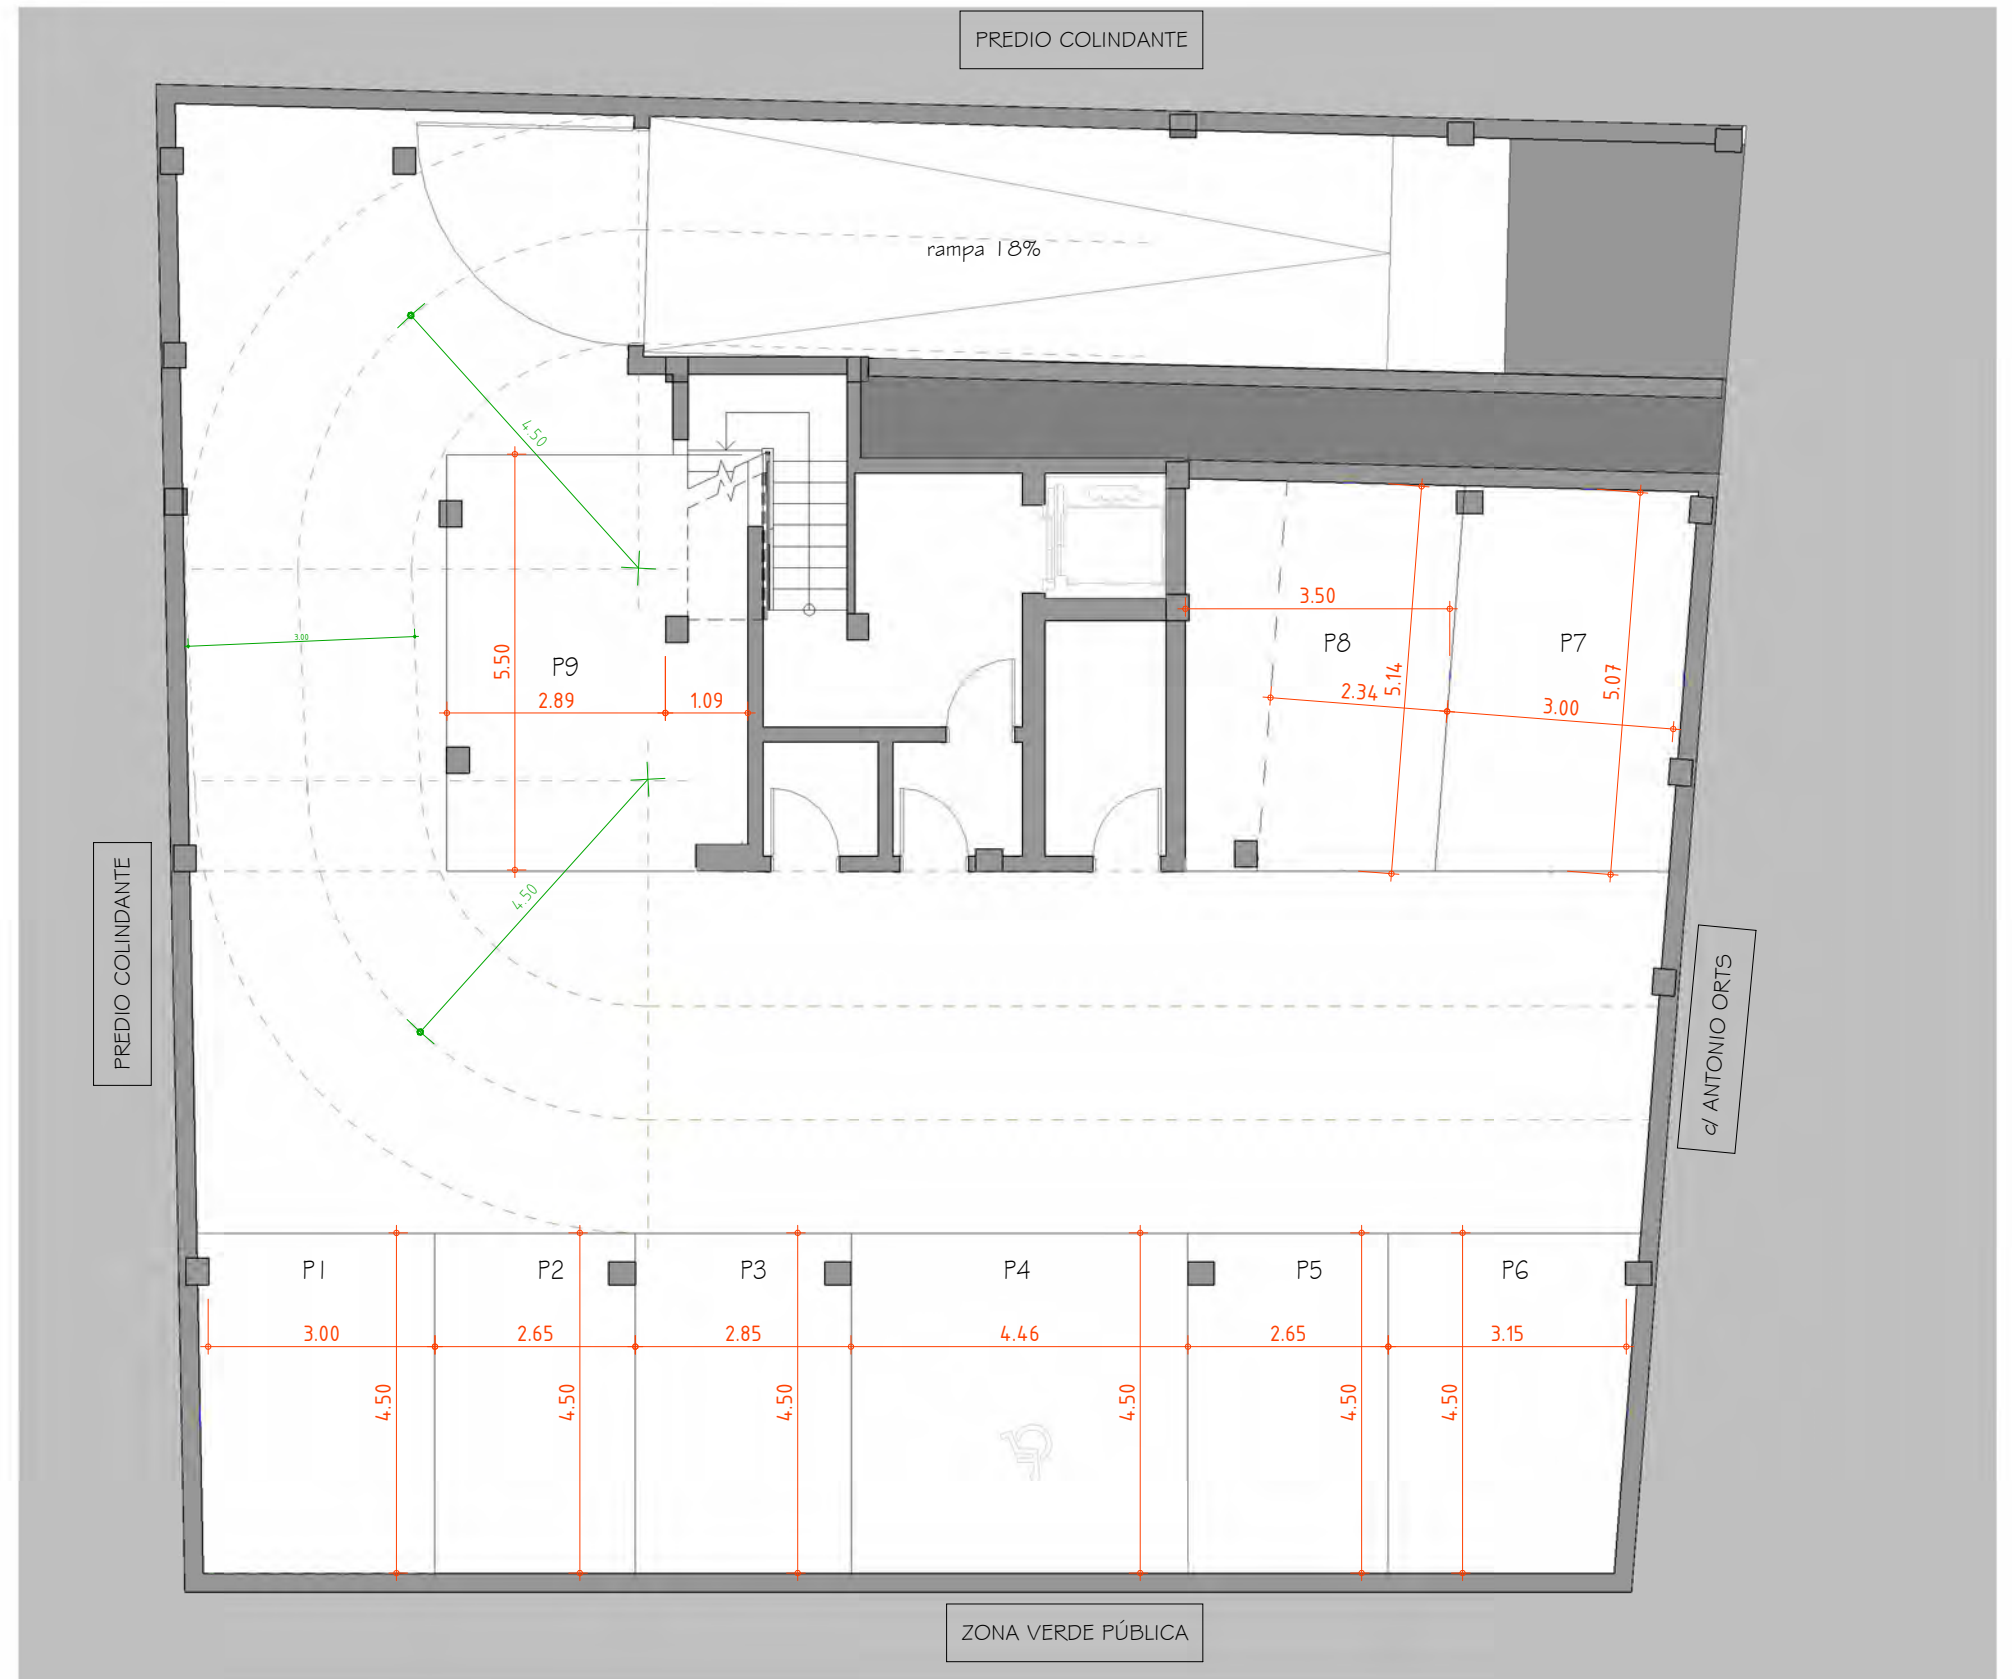 PREDIO COLINDANTE
rampa 18%
4.50
3.00
5.50
P9
2.89
1.09
3.50
P8
P7
5.14
5.07
2.34
3.00
4.50
PREDIO COLINDANTE
c/ ANTONIO ORTS
P1
P2
P3
P4
P5
P6
3.00
2.65
2.85
4.46
2.65
3.15
4.50
4.50
4.50
4.50
4.50
4.50
ZONA VERDE PÚBLICA